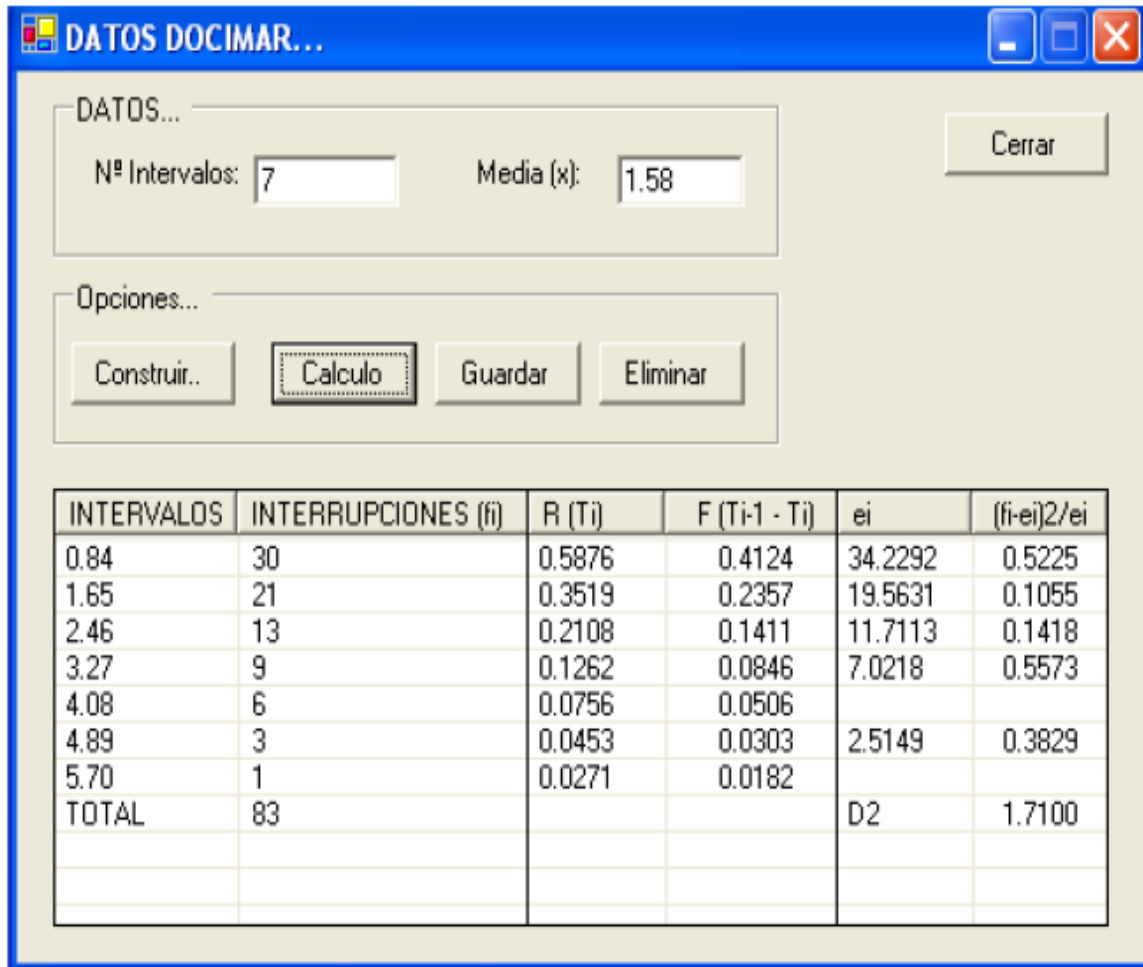 DATOS DOCIMAR...
DATOS...
Cerrar
Nº Intervalos: 7 Media (x): 1.58
Opciones...
Construir.. Calculo Guardar Eliminar
INTERVALOS INTERRUPCIONES (fi) R (Ti) F (Ti-1 - Ti) ei (fi-ei)2/ei
0.84 30 0.5876 0.4124 34.2292 0.5225
1.65 21 0.3519 0.2357 19.5631 0.1055
2.46 13 0.2108 0.1411 11.7113 0.1418
3.27 9 0.1262 0.0846 7.0218 0.5573
4.08 6 0.0756 0.0506
4.89 3 0.0453 0.0303 2.5149 0.3829
5.70 1 0.0271 0.0182
TOTAL 83 D2 1.7100